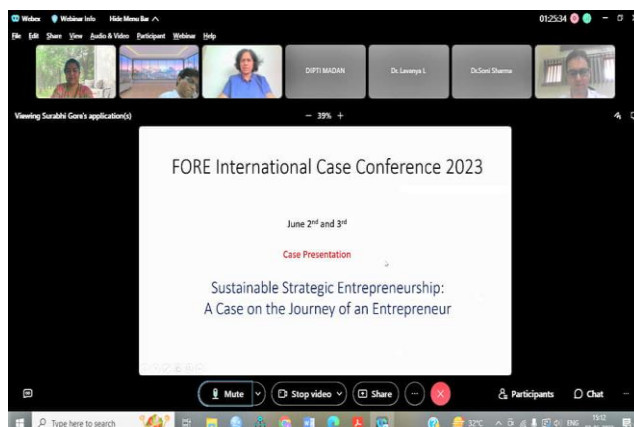 Webex Webinar Info Hide Menu Bar 01:25:34
File Edit Share View Audio & Video Participant Webinar Help
DIPTI MADAN
Dr. Lavanya L
Dr.Soni Sharma
Viewing Surabhi Gore's application(s) - 39% +
FORE International Case Conference 2023
June 2nd and 3rd
Case Presentation
Sustainable Strategic Entrepreneurship:
A Case on the Journey of an Entrepreneur
Mute Stop video Share ... Participants Chat ...
Type here to search 32°C ENG 15:12